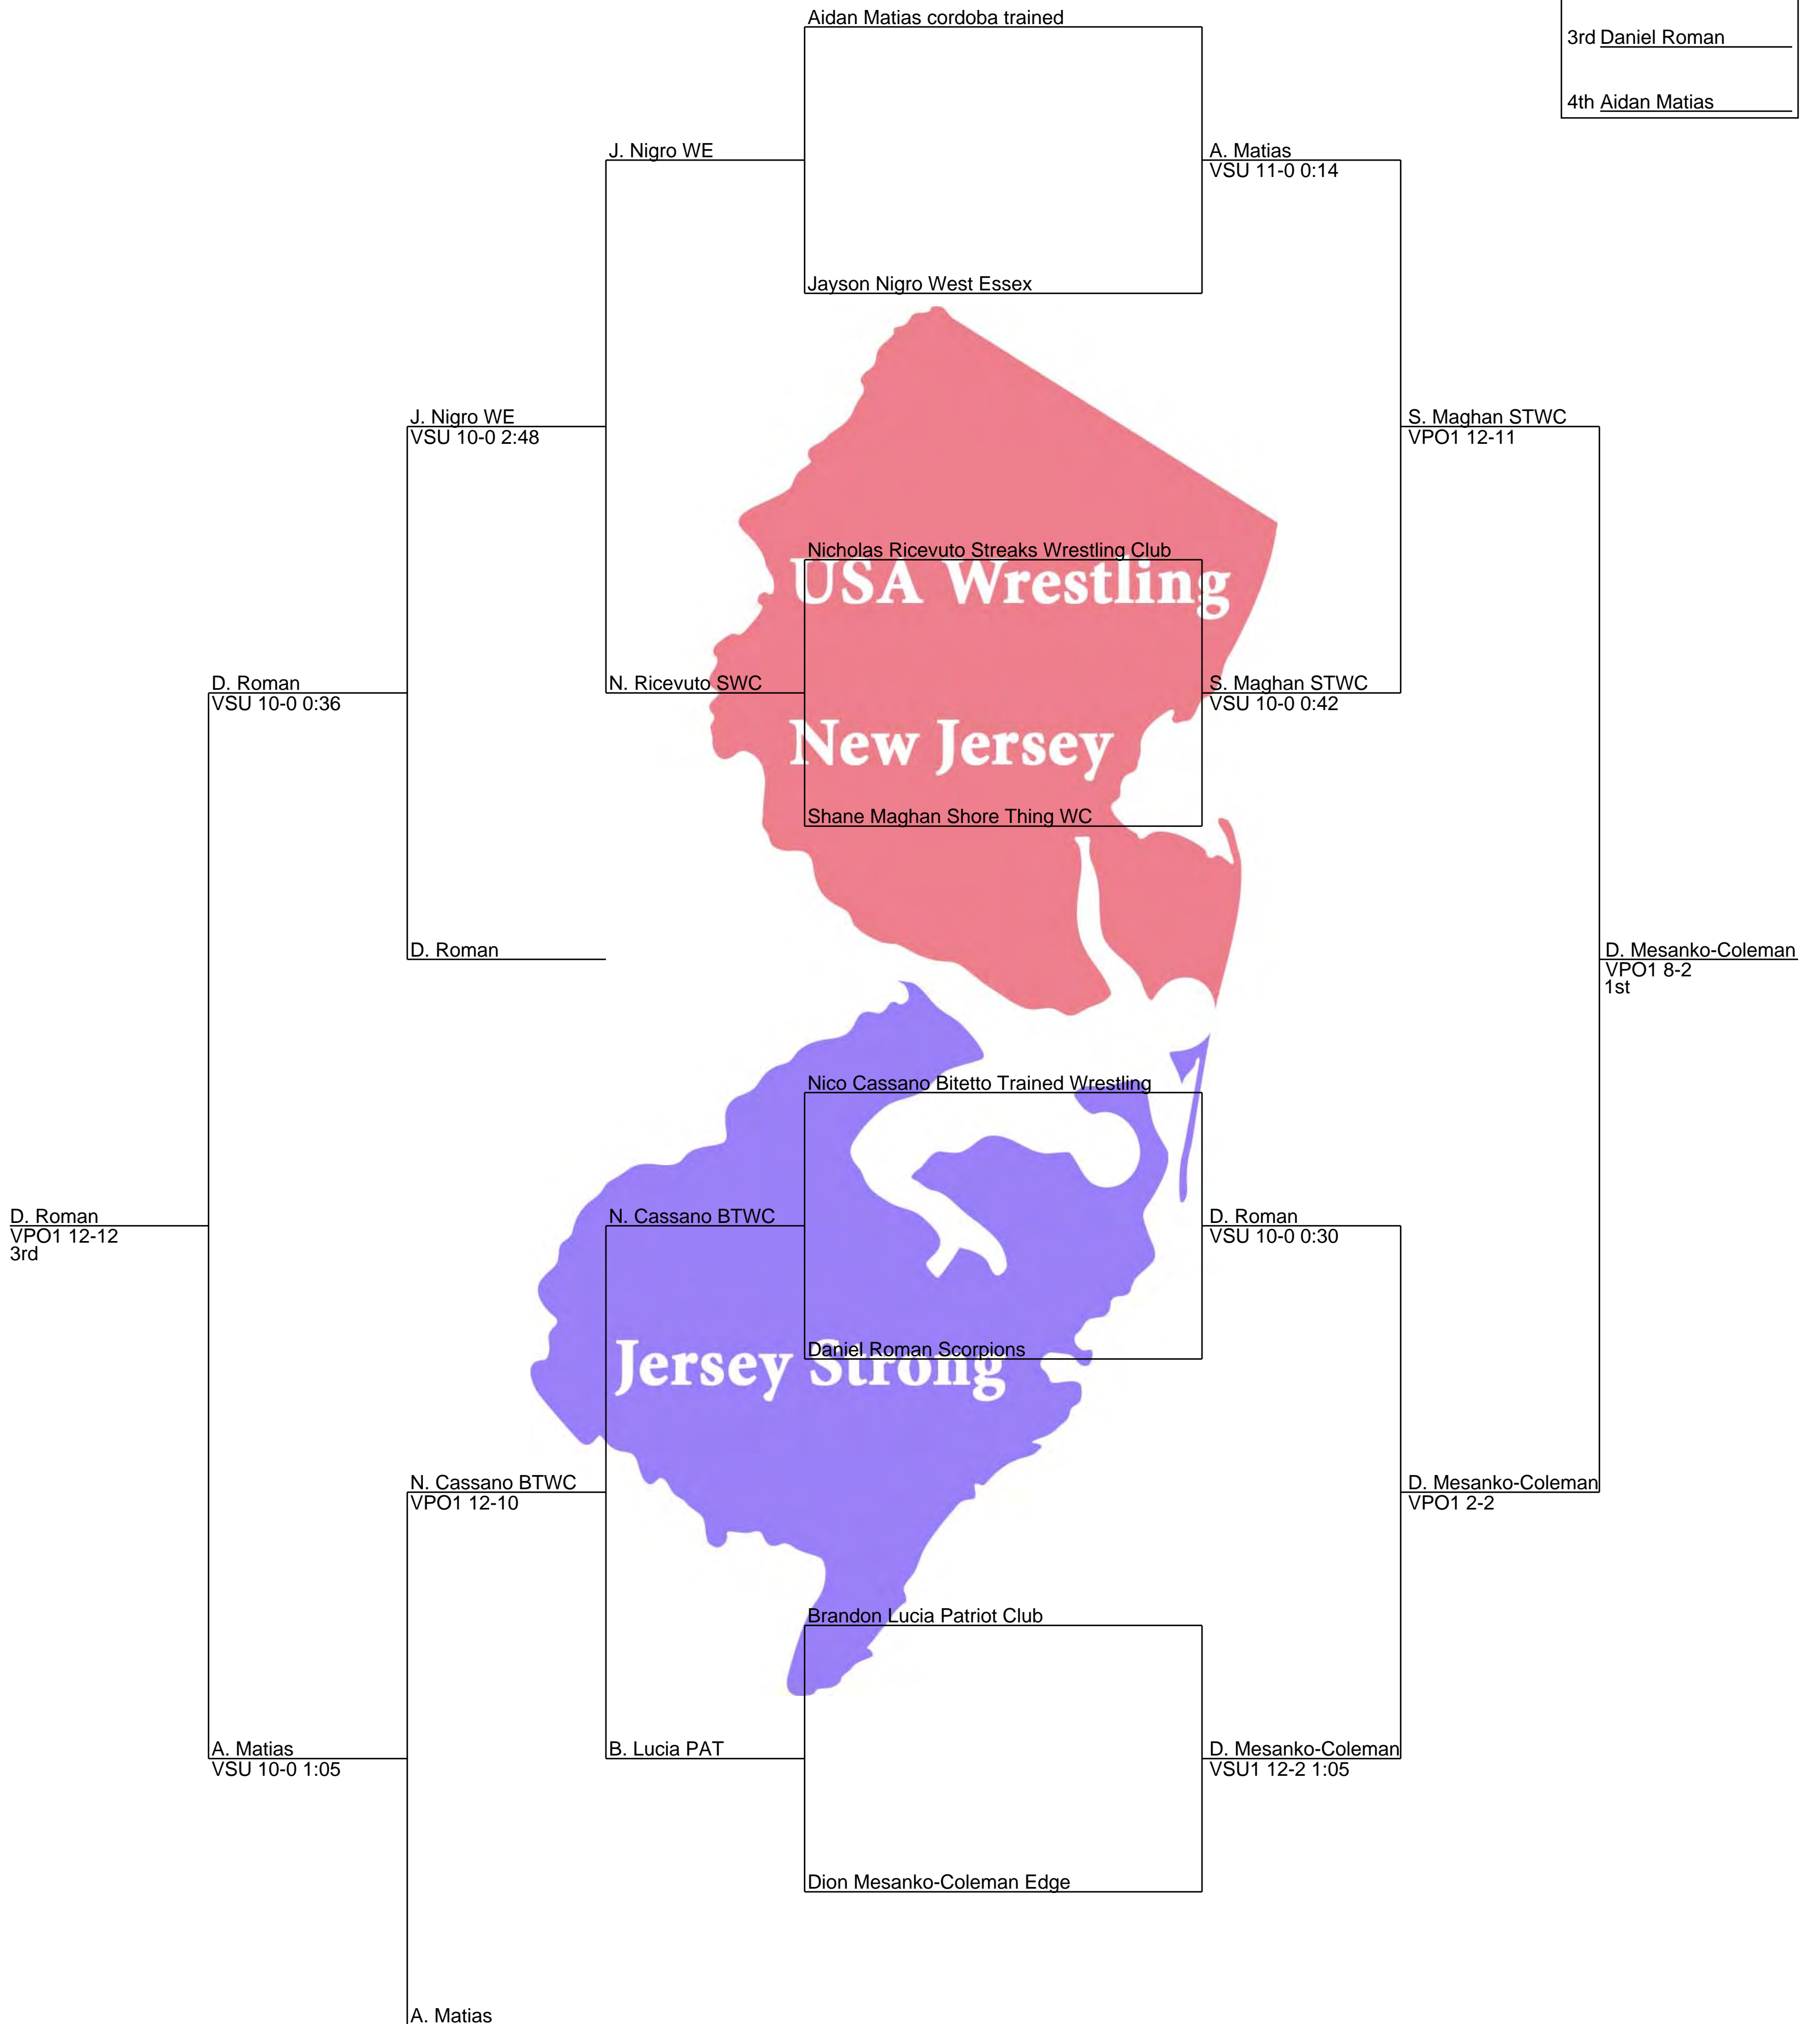 Aidan Matias cordoba trained
3rd Daniel Roman
4th Aidan Matias
J. Nigro WE
A. Matias
VSU 11-0 0:14
Jayson Nigro West Essex
J. Nigro WE
VSU 10-0 2:48
S. Maghan STWC
VPO1 12-11
Nicholas Ricevuto Streaks Wrestling Club
USA Wrestling
D. Roman
VSU 10-0 0:36
N. Ricevuto SWC
S. Maghan STWC
VSU 10-0 0:42
New Jersey
Shane Maghan Shore Thing WC
D. Roman
D. Mesanko-Coleman
VPO1 8-2
1st
Nico Cassano Bitetto Trained Wrestling
D. Roman
VPO1 12-12
3rd
N. Cassano BTWC
D. Roman
VSU 10-0 0:30
Daniel Roman Scorpions
Jersey Strong
N. Cassano BTWC
VPO1 12-10
D. Mesanko-Coleman
VPO1 2-2
Brandon Lucia Patriot Club
A. Matias
VSU 10-0 1:05
B. Lucia PAT
D. Mesanko-Coleman
VSU1 12-2 1:05
Dion Mesanko-Coleman Edge
A. Matias